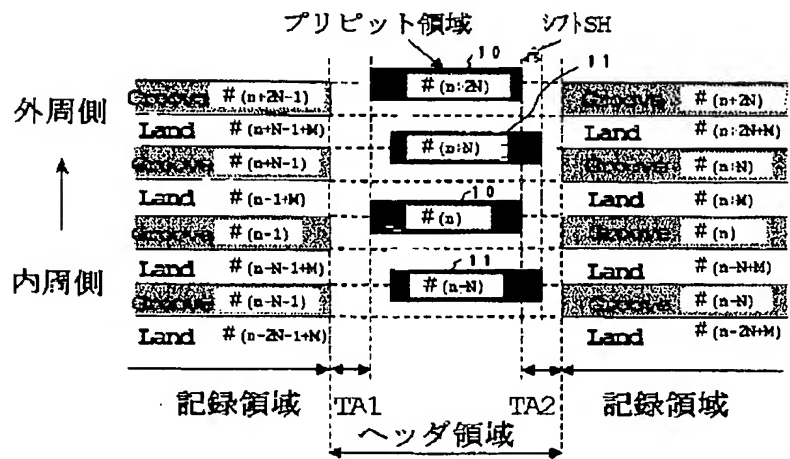 プリピット領域
シフトSH
10
11
#(n+2N)
Groove #(n+2N-1)
Groove #(n+2N)
外周側
Land #(n+N-1+M)
Land #(n+2N+M)
11
#(n+N)
Groove #(n+N-1)
Groove #(n+N)
Land #(n-1+M)
10
Land #(n+M)
#(n)
Groove #(n-1)
Groove #(n)
内周側
Land #(n-N-1+M)
11
Land #(n-N+M)
#(n-N)
Groove #(n-N-1)
Groove #(n-N)
Land #(n-2N-1+M)
Land #(n-2N+M)
記録領域
TA1
TA2
記録領域
ヘッダ領域